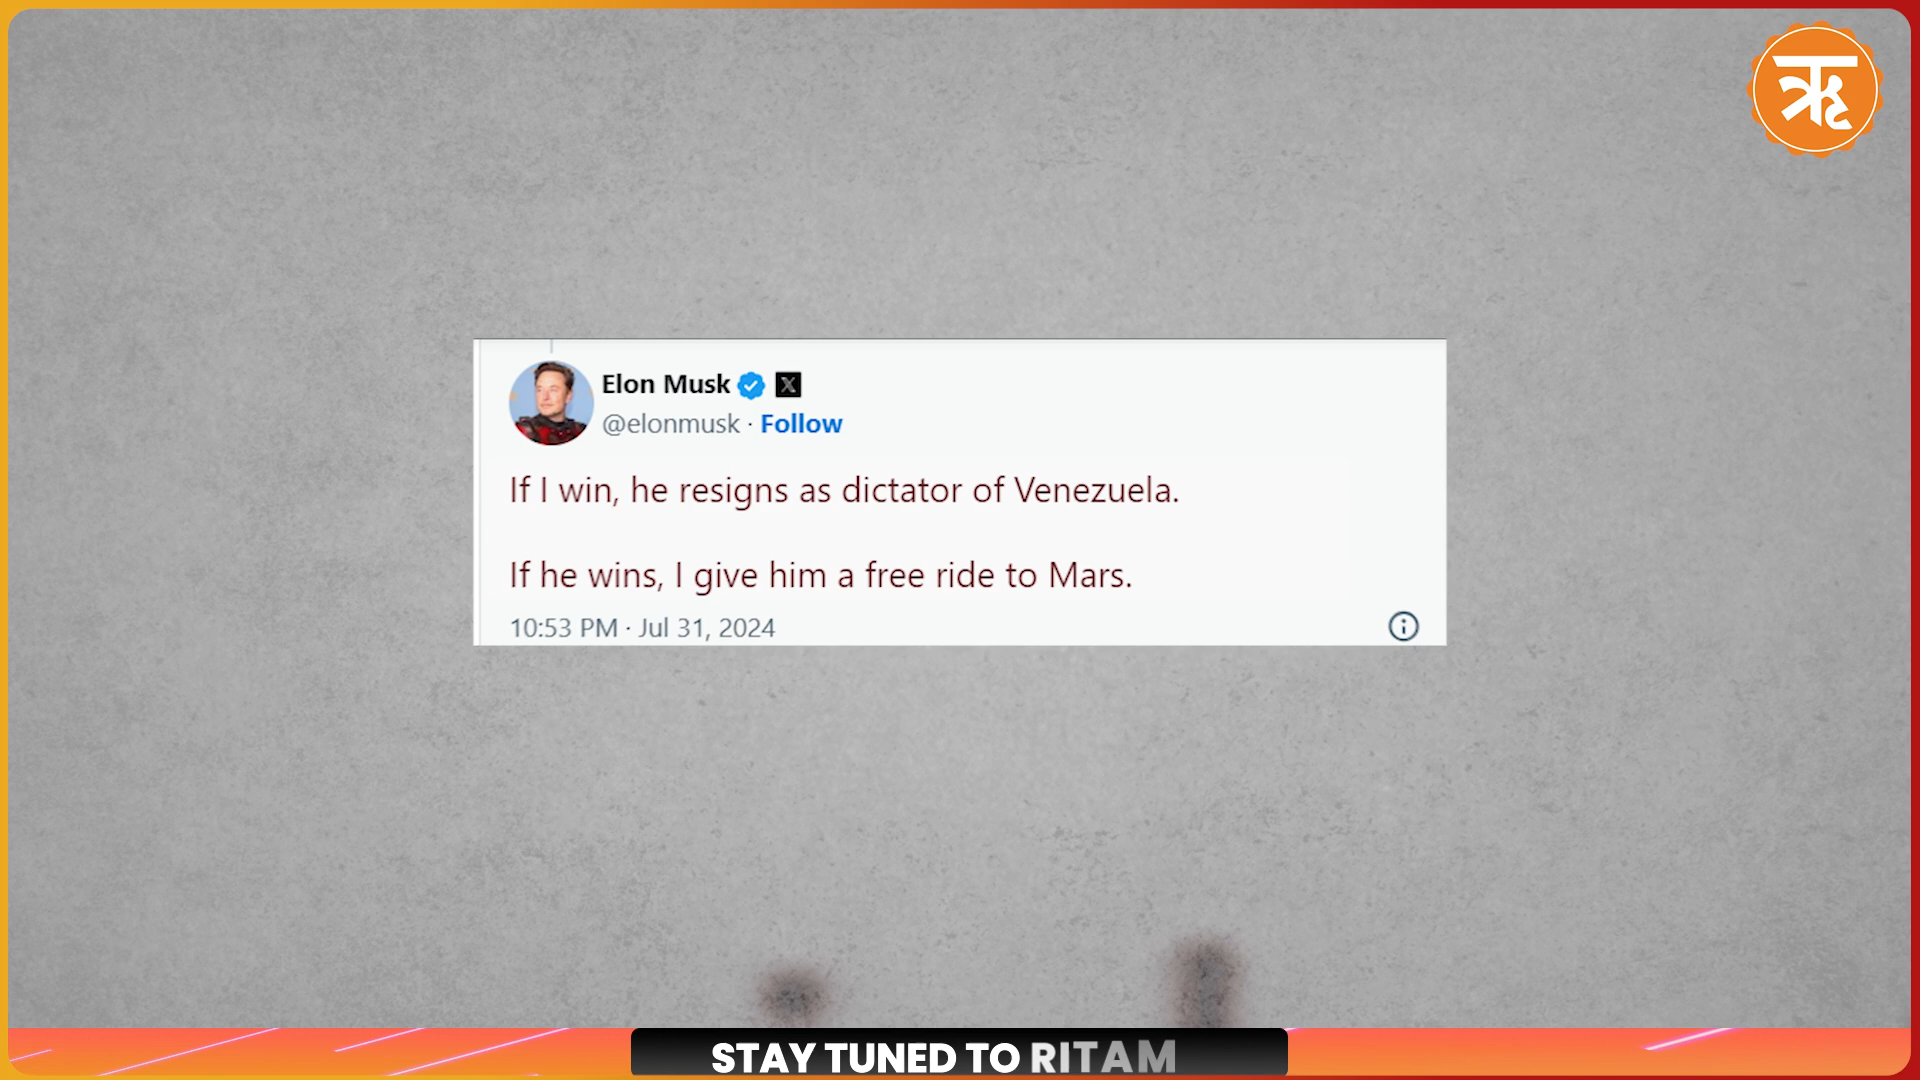 ऋ
Elon Musk
@elonmusk · Follow
If I win, he resigns as dictator of Venezuela.
If he wins, I give him a free ride to Mars.
10:53 PM · Jul 31, 2024
STAY TUNED TO RITAM